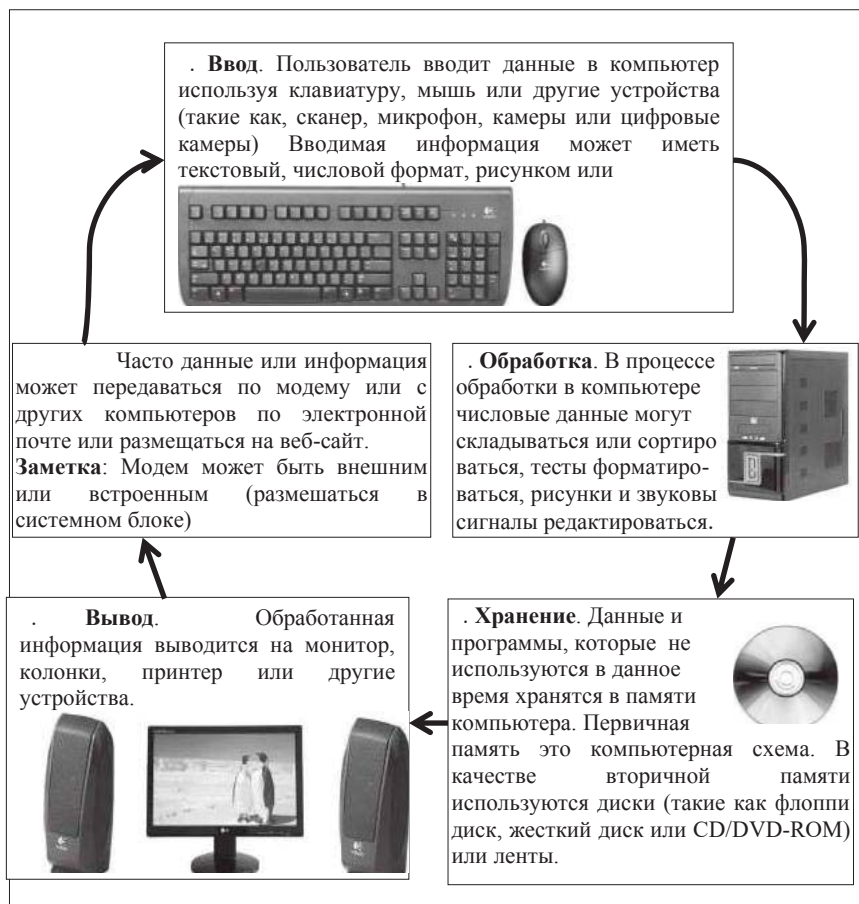 . Ввод. Пользователь вводит данные в компьютер
используя клавиатуру, мышь или другие устройства
(такие как, сканер, микрофон, камеры или цифровые
камеры) Вводимая информация может иметь
текстовый, числовой формат, рисунком или
. Обработка. В процессе
обработки в компьютере
числовые данные могут
складываться или сортиро
ваться, тесты форматиро-
ваться, рисунки и звуковы
сигналы редактироваться.
. Хранение. Данные и
программы, которые не
используются в данное
время хранятся в памяти
компьютера. Первичная
память это компьютерная схема. В
качестве вторичной памяти
используются диски (такие как флоппи
диск, жесткий диск или CD/DVD-ROM)
или ленты.
. Вывод. Обработанная
информация выводится на монитор,
колонки, принтер или другие
устройства.
Часто данные или информация
может передаваться по модему или с
других компьютеров по электронной
почте или размещаться на веб-сайт.
Заметка: Модем может быть внешним
или встроенным (размешаться в
системном блоке)